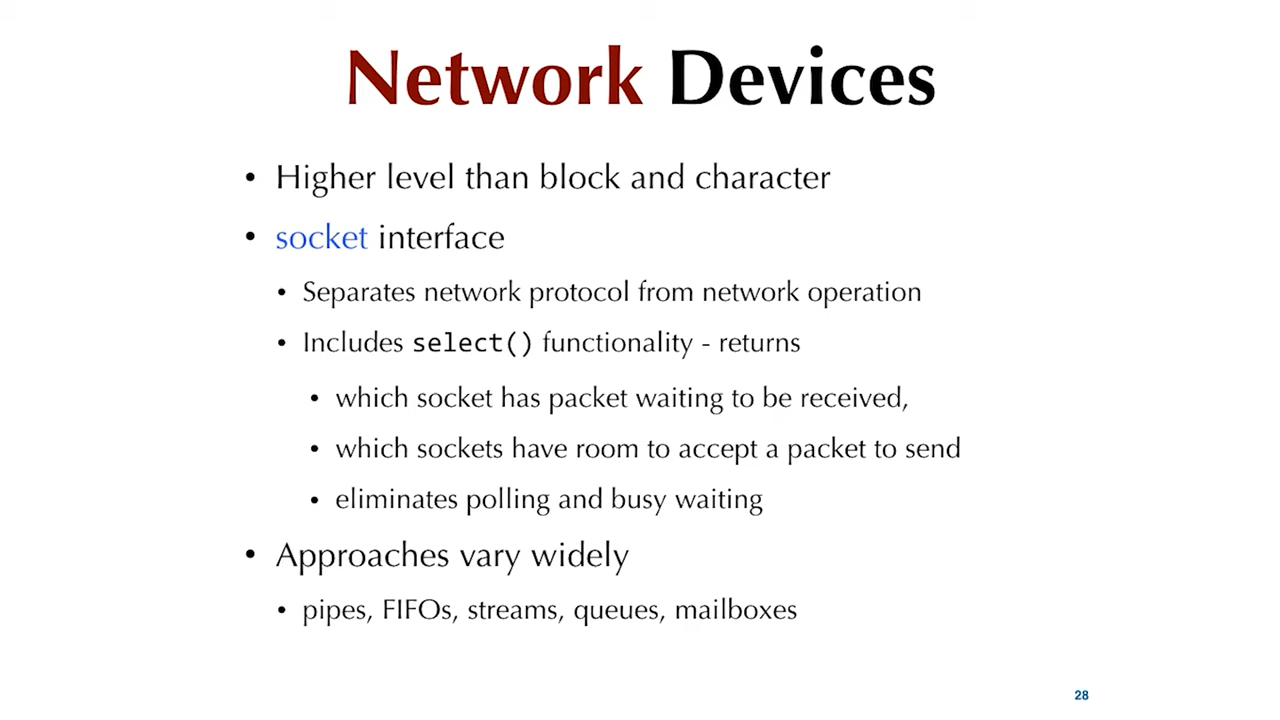 Network Devices
• Higher level than block and character
• socket interface
• Separates network protocol from network operation
• Includes select() functionality - returns
• which socket has packet waiting to be received,
• which sockets have room to accept a packet to send
• eliminates polling and busy waiting
• Approaches vary widely
• pipes, FIFOs, streams, queues, mailboxes
28